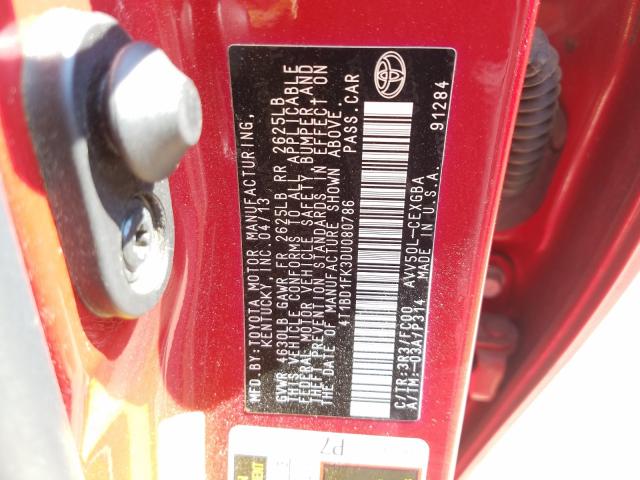 MFD. BY: TOYOTA MOTOR MANUFACTURING,
KENTUCKY, INC. 04/13
GVWR 4630LB GAWR FR 2625LB RR 2625LB
THIS VEHICLE CONFORMS TO ALL APPLICABLE
FEDERAL MOTOR VEHICLE SAFETY, BUMPER, AND
THEFT PREVENTION STANDARDS IN EFFECT ON
THE DATE OF MANUFACTURE SHOWN ABOVE.
4T1BD1FK3DU080786 PASS. CAR
C/TR:3R3/FC00 AVV50L-CEXGBA
A/TM:-03A/P314 MADE IN U.S.A.
91284
P7